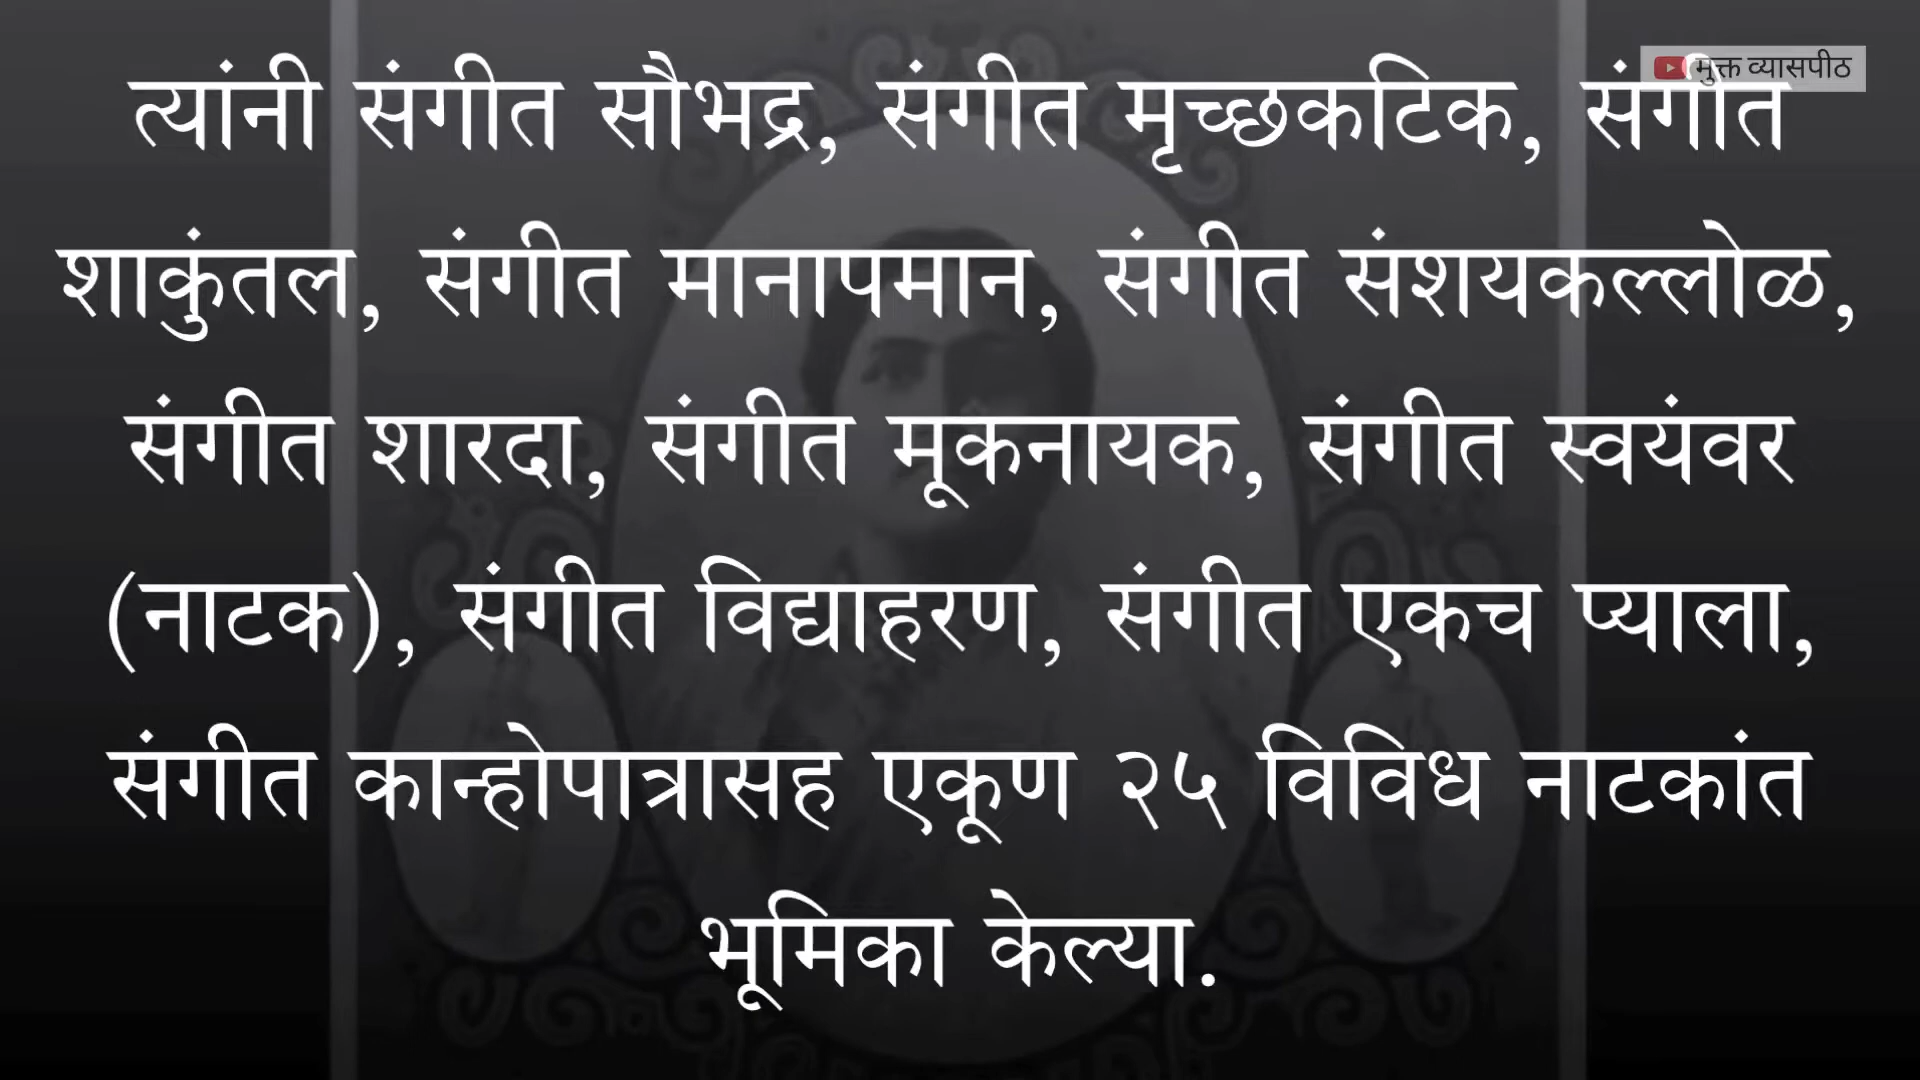 मुक्त व्यासपीठ
त्यांनी संगीत सौभद्र, संगीत मृच्छकटिक, संगीत
शाकुंतल, संगीत मानापमान, संगीत संशयकल्लोळ,
संगीत शारदा, संगीत मूकनायक, संगीत स्वयंवर
(नाटक), संगीत विद्याहरण, संगीत एकच प्याला,
संगीत कान्होपात्रासह एकूण २५ विविध नाटकांत
भूमिका केल्या.